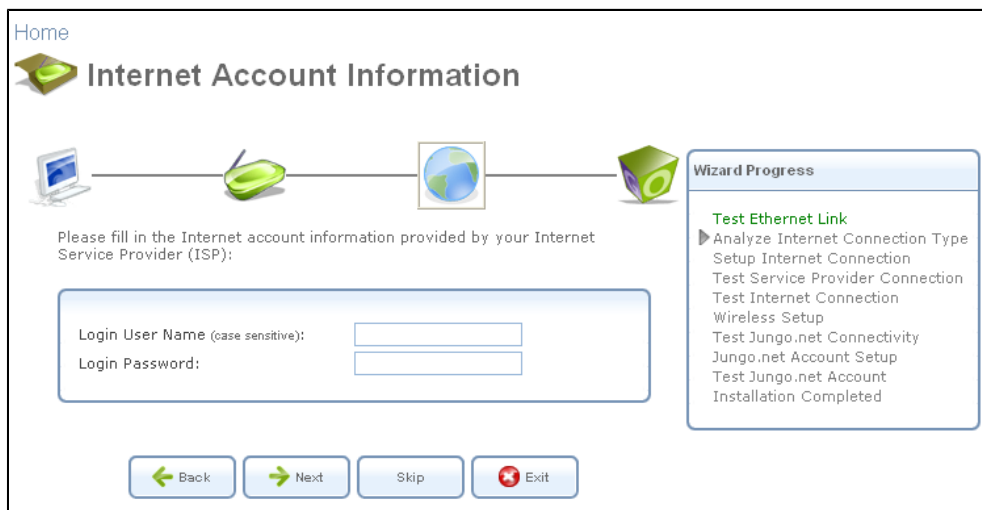 Home
Internet Account Information
Please fill in the Internet account information provided by your Internet
Service Provider (ISP):
Login User Name (case sensitive):
Login Password:
Back
Next
Skip
Exit
Wizard Progress
Test Ethernet Link
Analyze Internet Connection Type
Setup Internet Connection
Test Service Provider Connection
Test Internet Connection
Wireless Setup
Test Jungo.net Connectivity
Jungo.net Account Setup
Test Jungo.net Account
Installation Completed